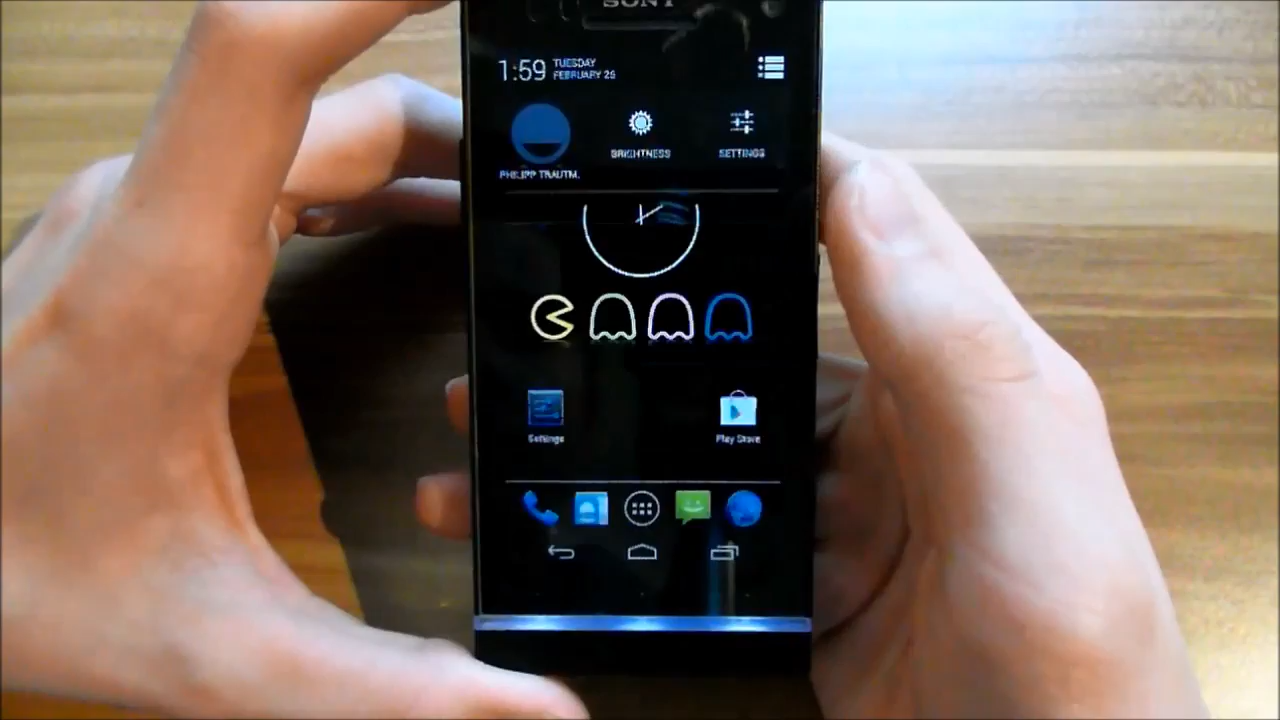 SONY
1:59
TUESDAY
FEBRUARY 26
PHILIPP TRAUTM.
BRIGHTNESS
SETTINGS
Settings
Play Store